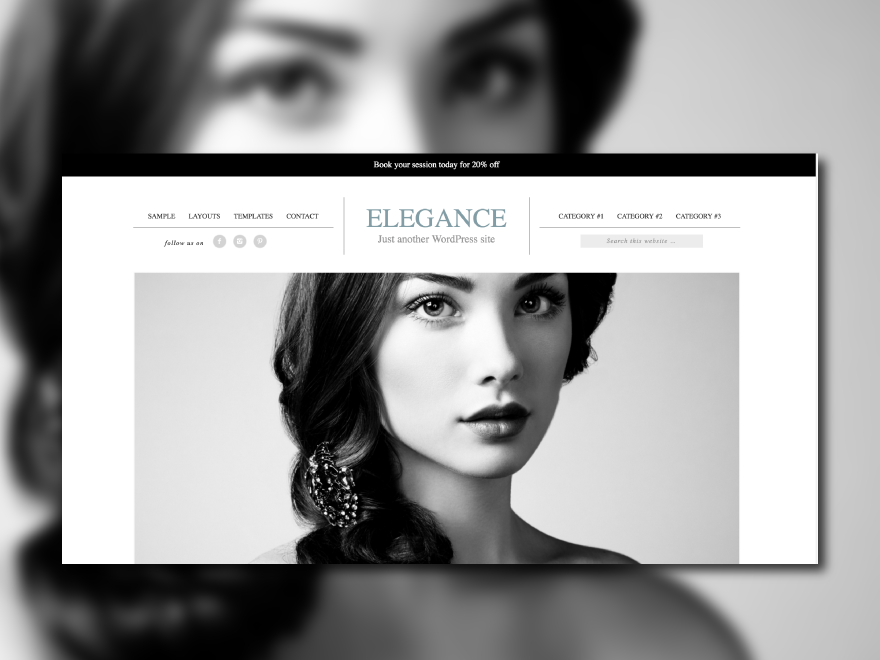 Book your session today for 20% off
SAMPLE LAYOUTS TEMPLATES CONTACT
follow us on
ELEGANCE
Just another WordPress site
CATEGORY #1 CATEGORY #2 CATEGORY #3
Search this website ...